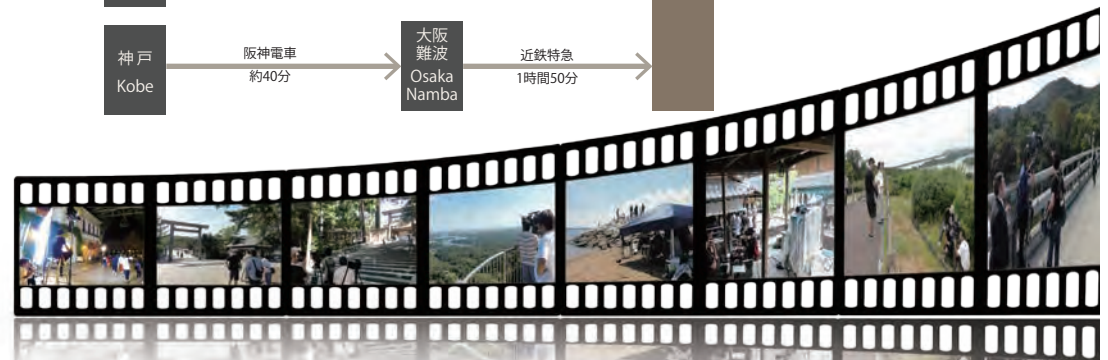 神戸
Kobe
阪神電車
約40分
大阪
難波
Osaka
Namba
近鉄特急
1時間50分